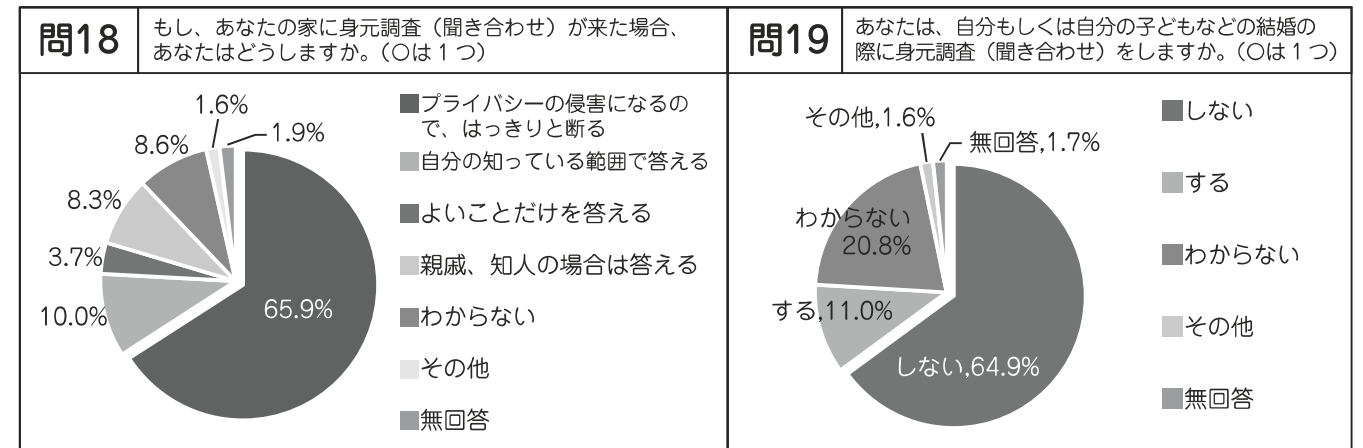 問18
もし、あなたの家に身元調査（聞き合わせ）が来た場合、
あなたはどうしますか。（〇は１つ）
1.6%
1.9%
8.6%
8.3%
3.7%
10.0%
65.9%
プライバシーの侵害になるの
で、はっきりと断る
自分の知っている範囲で答える
よいことだけを答える
親戚、知人の場合は答える
わからない
その他
無回答
問19
あなたは、自分もしくは自分の子どもなどの結婚の
際に身元調査（聞き合わせ）をしますか。（〇は１つ）
その他,1.6%
無回答,1.7%
わからない
20.8%
する,11.0%
しない,64.9%
しない
する
わからない
その他
無回答